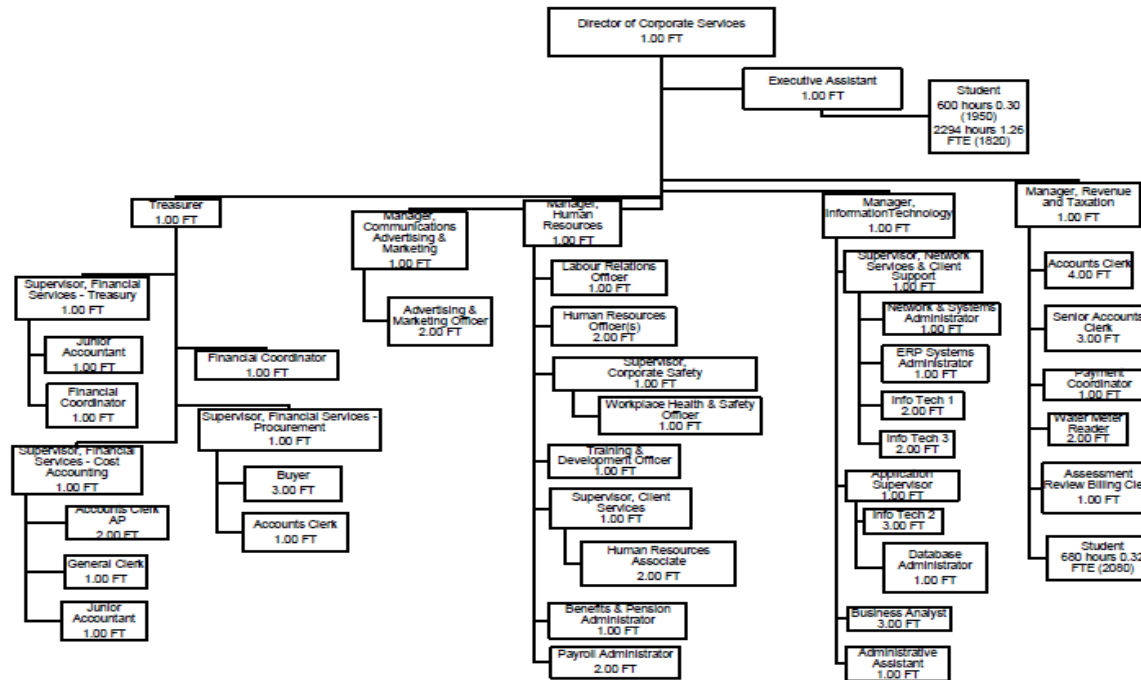 Director of Corporate Services
1.00 FT
Executive Assistant
1.00 FT
Student
600 hours 0.30
(1950)
2294 hours 1.26
FTE (1820)
Treasurer
1.00 FT
Manager,
Communications
Advertising &
Marketing
1.00 FT
Manager,
Human
Resources
1.00 FT
Manager,
InformationTechnology
1.00 FT
Manager, Revenue
and Taxation
1.00 FT
Supervisor, Financial
Services - Treasury
1.00 FT
Junior
Accountant
1.00 FT
Financial
Coordinator
1.00 FT
Financial Coordinator
1.00 FT
Supervisor, Financial Services -
Procurement
1.00 FT
Buyer
3.00 FT
Accounts Clerk
1.00 FT
Supervisor, Financial
Services - Cost
Accounting
1.00 FT
Accounts Clerk
AP
2.00 FT
General Clerk
1.00 FT
Junior
Accountant
1.00 FT
Advertising &
Marketing Officer
2.00 FT
Labour Relations
Officer
1.00 FT
Human Resources
Officer(s)
2.00 FT
Supervisor,
Corporate Safety
1.00 FT
Workplace Health & Safety
Officer
1.00 FT
Training &
Development Officer
1.00 FT
Supervisor, Client
Services
1.00 FT
Human Resources
Associate
2.00 FT
Benefits & Pension
Administrator
1.00 FT
Payroll Administrator
2.00 FT
Supervisor, Network
Services & Client
Support
1.00 FT
Network & Systems
Administrator
1.00 FT
ERP Systems
Administrator
1.00 FT
Info Tech 1
2.00 FT
Info Tech 3
2.00 FT
Application
Supervisor
1.00 FT
Info Tech 2
3.00 FT
Database
Administrator
1.00 FT
Business Analyst
3.00 FT
Administrative
Assistant
1.00 FT
Accounts Clerk
4.00 FT
Senior Accounts
Clerk
3.00 FT
Payment
Coordinator
1.00 FT
Water Meter
Reader
2.00 FT
Assessment
Review Billing
1.00 FT
Student
680 hours 0.32
FTE (2080)